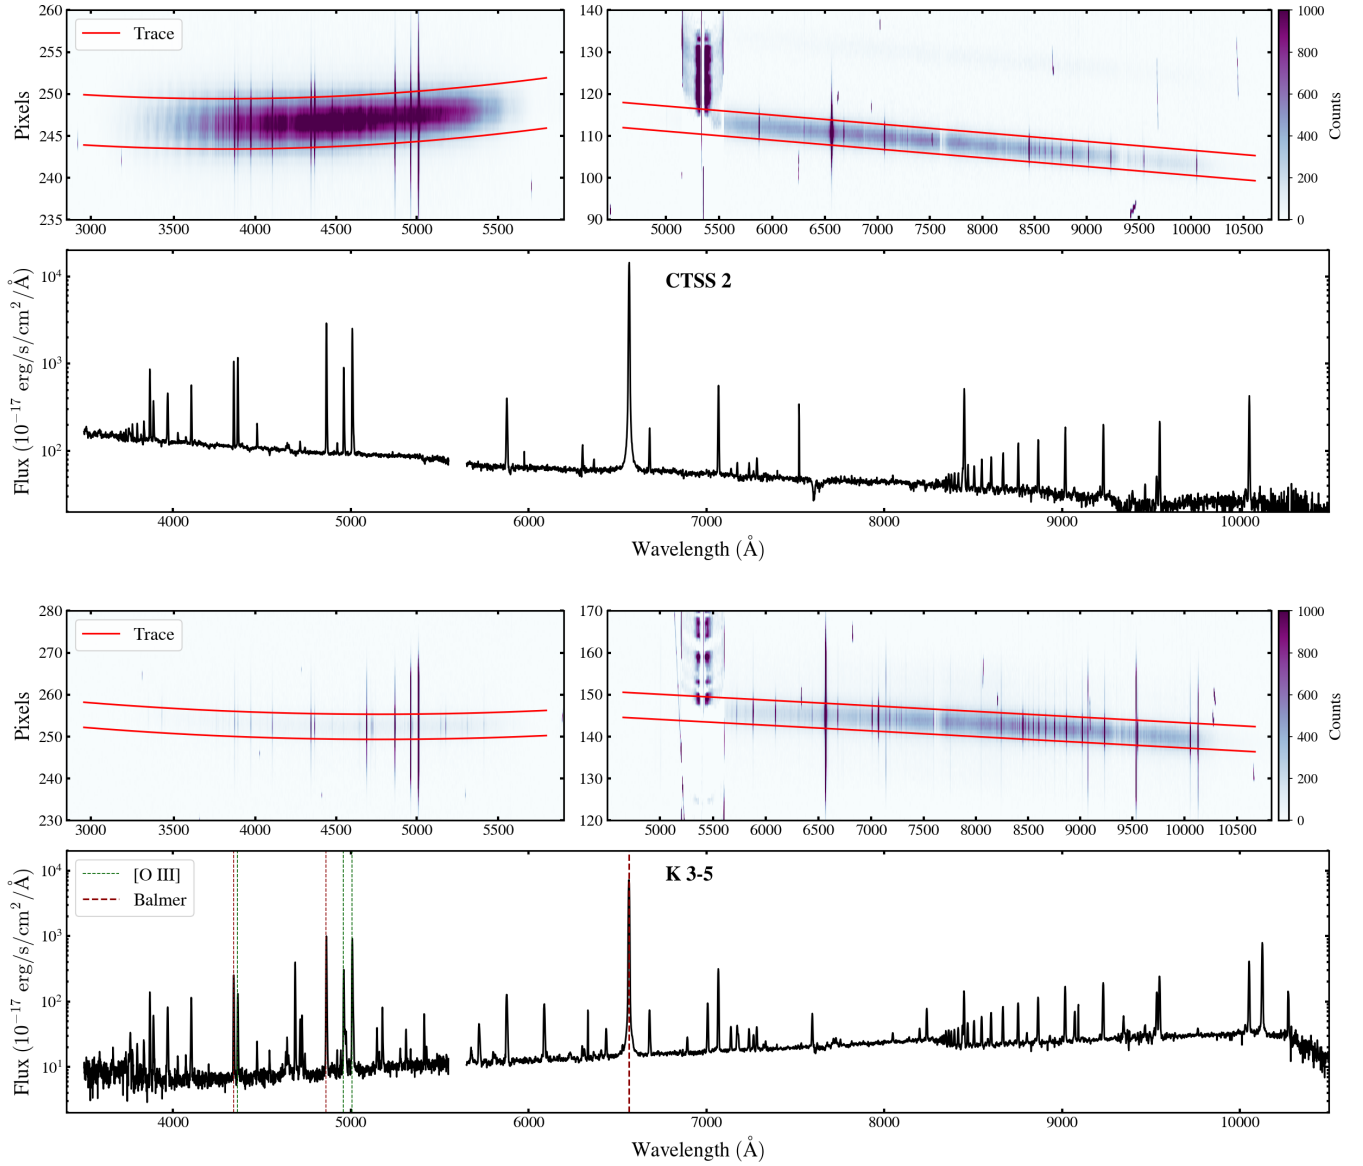 260
255
250
245
240
235
Pixels
Trace
3000 3500 4000 4500 5000 5500
140
130
120
110
100
90
5000 5500 6000 6500 7000 7500 8000 8500 9000 9500 10000 10500
1000
800
600
400
200
0
Counts
CTSS 2
10⁴
10³
10²
Flux (10⁻¹⁷ erg/s/cm²/Å)
4000 5000 6000 7000 8000 9000 10000
Wavelength (Å)
280
270
260
250
240
230
Pixels
Trace
3000 3500 4000 4500 5000 5500
170
160
150
140
130
120
5000 5500 6000 6500 7000 7500 8000 8500 9000 9500 10000 10500
1000
800
600
400
200
0
Counts
[O III]
Balmer
K 3-5
10⁴
10³
10²
10¹
Flux (10⁻¹⁷ erg/s/cm²/Å)
4000 5000 6000 7000 8000 9000 10000
Wavelength (Å)